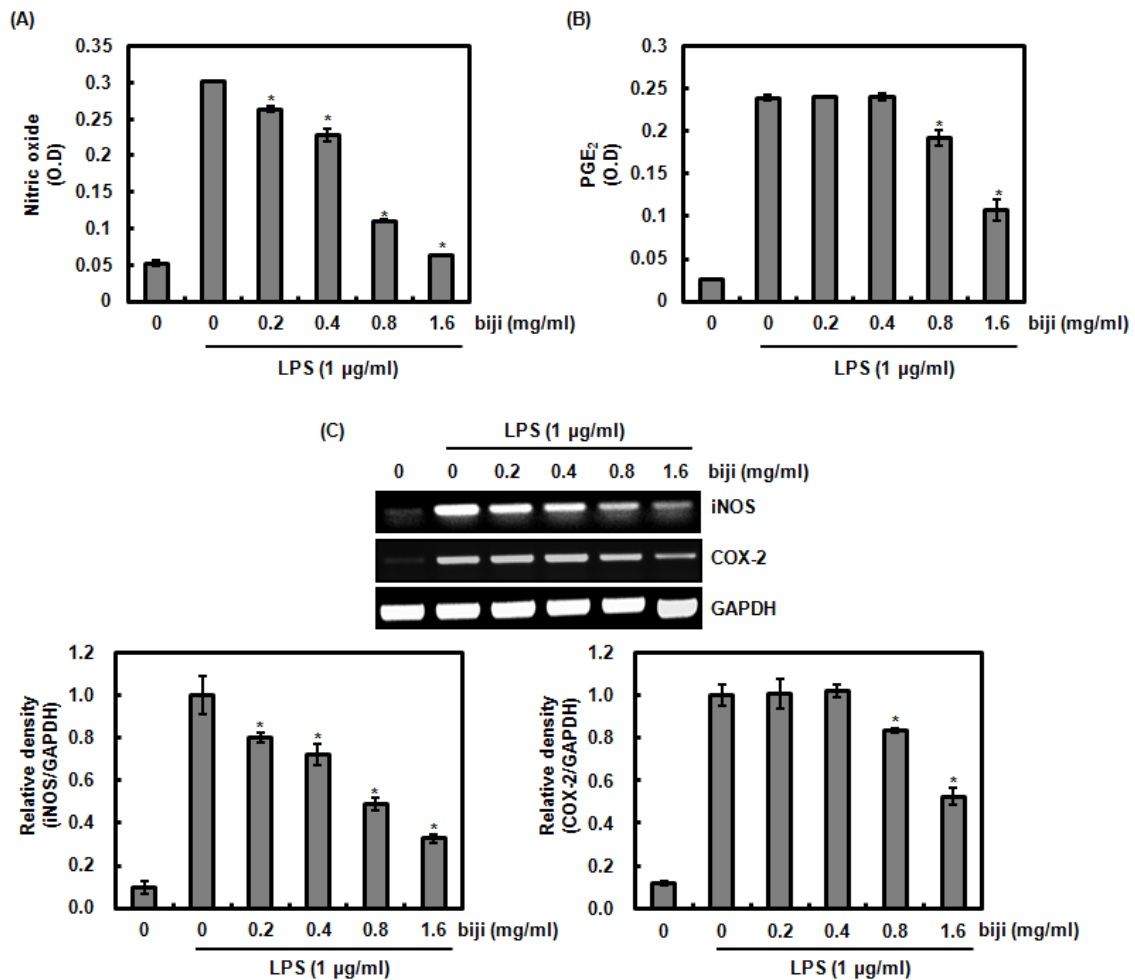 (A)
0.35
0.3
0.25
0.2
0.15
0.1
0.05
0
Nitric oxide
(O.D)
* * * *
0 0 0.2 0.4 0.8 1.6 biji (mg/ml)
LPS (1 µg/ml)
(B)
0.3
0.25
0.2
0.15
0.1
0.05
0
PGE₂
(O.D)
* *
0 0 0.2 0.4 0.8 1.6 biji (mg/ml)
LPS (1 µg/ml)
(C)
LPS (1 µg/ml)
0 0 0.2 0.4 0.8 1.6 biji (mg/ml)
iNOS
COX-2
GAPDH
1.2
1.0
0.8
0.6
0.4
0.2
0.0
Relative density
(iNOS/GAPDH)
* * * *
0 0 0.2 0.4 0.8 1.6 biji (mg/ml)
LPS (1 µg/ml)
1.2
1.0
0.8
0.6
0.4
0.2
0.0
Relative density
(COX-2/GAPDH)
* *
0 0 0.2 0.4 0.8 1.6 biji (mg/ml)
LPS (1 µg/ml)